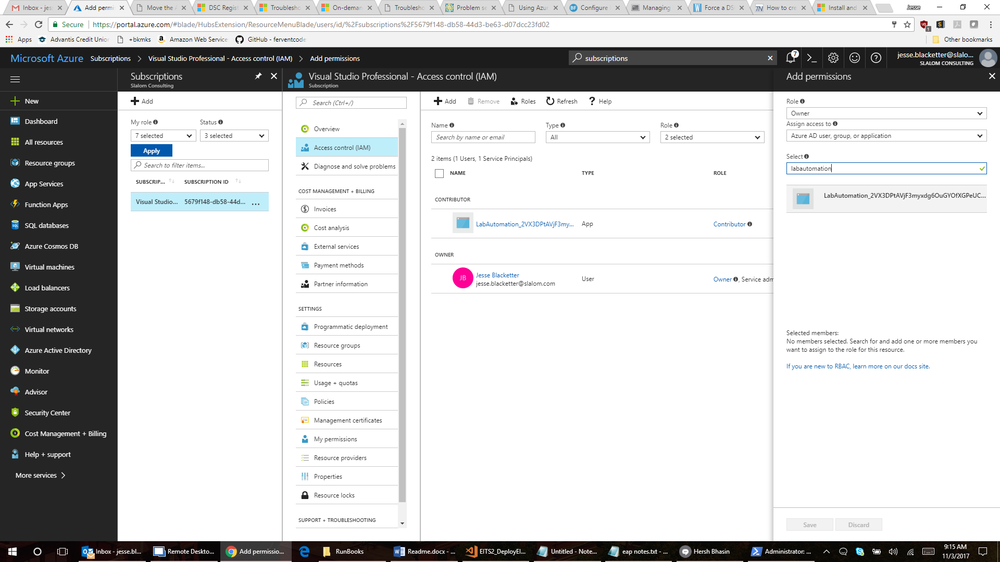 Inbox - jes
Add permi
Move the A
DSC Regist
Troublesho
On-deman
Troublesho
Problem se
Using Azur
Configure
Managing
Force a DS
How to cre
Install and
Jesse
Secure
https://portal.azure.com/#blade/HubsExtension/ResourceMenuBlade/users/id/%2Fsubscriptions%2F5679f148-db58-44d3-be63-d07dcc23fd02
Apps
Advantis Credit Union
+bkmks
Amazon Web Service
GitHub - ferventcode
Other bookmarks
Microsoft Azure
Subscriptions
Visual Studio Professional - Access control (IAM)
Add permissions
subscriptions
7
jesse.blacketter@slalo...
SLALOM CONSULTING
New
Dashboard
All resources
Resource groups
App Services
Function Apps
SQL databases
Azure Cosmos DB
Virtual machines
Load balancers
Storage accounts
Virtual networks
Azure Active Directory
Monitor
Advisor
Security Center
Cost Management + Billing
Help + support
More services
Subscriptions
Slalom Consulting
Add
My role
Status
7 selected
3 selected
Apply
Search to filter items...
SUBSCRIP...
SUBSCRIPTION ID
Visual Studio...
5679f148-db58-44d...
...
Visual Studio Professional - Access control (IAM)
Subscription
Search (Ctrl+/)
Overview
Access control (IAM)
Diagnose and solve problems
COST MANAGEMENT + BILLING
Invoices
Cost analysis
External services
Payment methods
Partner information
SETTINGS
Programmatic deployment
Resource groups
Resources
Usage + quotas
Policies
Management certificates
My permissions
Resource providers
Properties
Resource locks
SUPPORT + TROUBLESHOOTING
Add
Remove
Roles
Refresh
Help
Name
Type
Role
Search by name or email
All
2 selected
2 items (1 Users, 1 Service Principals)
NAME
TYPE
ROLE
CONTRIBUTOR
LabAutomation_2VX3DPtAVjF3my...
App
Contributor
OWNER
JB
Jesse Blacketter
jesse.blacketter@slalom.com
User
Owner
, Service adm
Add permissions
Role
Owner
Assign access to
Azure AD user, group, or application
Select
labautomation
LabAutomation_2VX3DPtAVjF3myxdg6OuGYOfXGPeUC...
Selected members:
No members selected. Search for and add one or more members you
want to assign to the role for this resource.
If you are new to RBAC, learn more on our docs site.
Save
Discard
Inbox - jesse.bl...
Remote Deskto...
Add permissio...
RunBooks
Readme.docx - ...
EITS2_DeployEl...
Untitled - Note...
eap notes.txt - ...
Hersh Bhasin
Administrator: ...
9:15 AM
11/3/2017